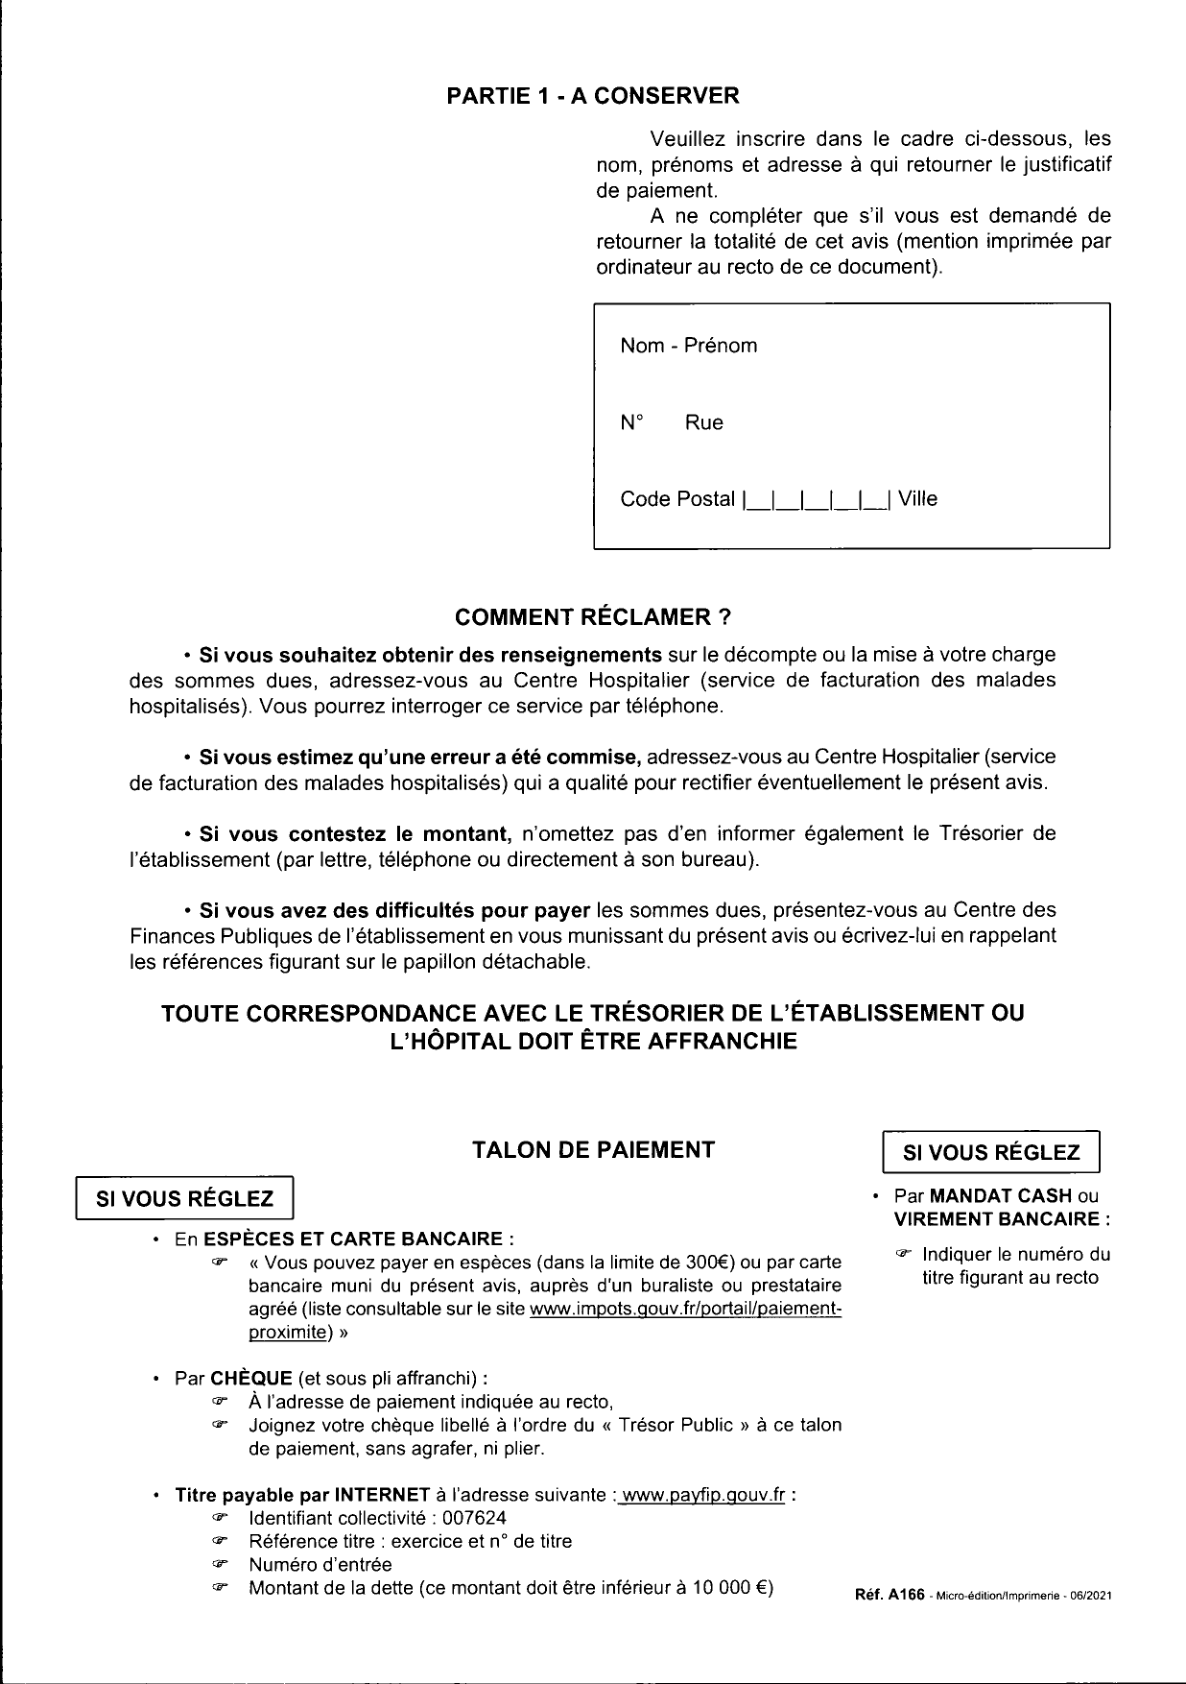 PARTIE 1 - A CONSERVER
Veuillez inscrire dans le cadre ci-dessous, les
nom, prénoms et adresse à qui retourner le justificatif
de paiement.
A ne compléter que s'il vous est demandé de
retourner la totalité de cet avis (mention imprimée par
ordinateur au recto de ce document).
Nom - Prénom
N° Rue
Code Postal |__|__|__|__|__| Ville
COMMENT RÉCLAMER ?
• Si vous souhaitez obtenir des renseignements sur le décompte ou la mise à votre charge
des sommes dues, adressez-vous au Centre Hospitalier (service de facturation des malades
hospitalisés). Vous pourrez interroger ce service par téléphone.
• Si vous estimez qu'une erreur a été commise, adressez-vous au Centre Hospitalier (service
de facturation des malades hospitalisés) qui a qualité pour rectifier éventuellement le présent avis.
• Si vous contestez le montant, n'omettez pas d'en informer également le Trésorier de
l'établissement (par lettre, téléphone ou directement à son bureau).
• Si vous avez des difficultés pour payer les sommes dues, présentez-vous au Centre des
Finances Publiques de l'établissement en vous munissant du présent avis ou écrivez-lui en rappelant
les références figurant sur le papillon détachable.
TOUTE CORRESPONDANCE AVEC LE TRÉSORIER DE L'ÉTABLISSEMENT OU
L'HÔPITAL DOIT ÊTRE AFFRANCHIE
TALON DE PAIEMENT
SI VOUS RÉGLEZ
• En ESPÈCES ET CARTE BANCAIRE :
☞ « Vous pouvez payer en espèces (dans la limite de 300€) ou par carte
bancaire muni du présent avis, auprès d'un buraliste ou prestataire
agréé (liste consultable sur le site www.impots.gouv.fr/portail/paiement-
proximite) »
• Par CHÈQUE (et sous pli affranchi) :
☞ À l'adresse de paiement indiquée au recto,
☞ Joignez votre chèque libellé à l'ordre du « Trésor Public » à ce talon
de paiement, sans agrafer, ni plier.
• Titre payable par INTERNET à l'adresse suivante : www.payfip.gouv.fr :
☞ Identifiant collectivité : 007624
☞ Référence titre : exercice et n° de titre
☞ Numéro d'entrée
☞ Montant de la dette (ce montant doit être inférieur à 10 000 €)
SI VOUS RÉGLEZ
• Par MANDAT CASH ou
VIREMENT BANCAIRE :
☞ Indiquer le numéro du
titre figurant au recto
Réf. A166 - Micro-édition/Imprimerie - 06/2021